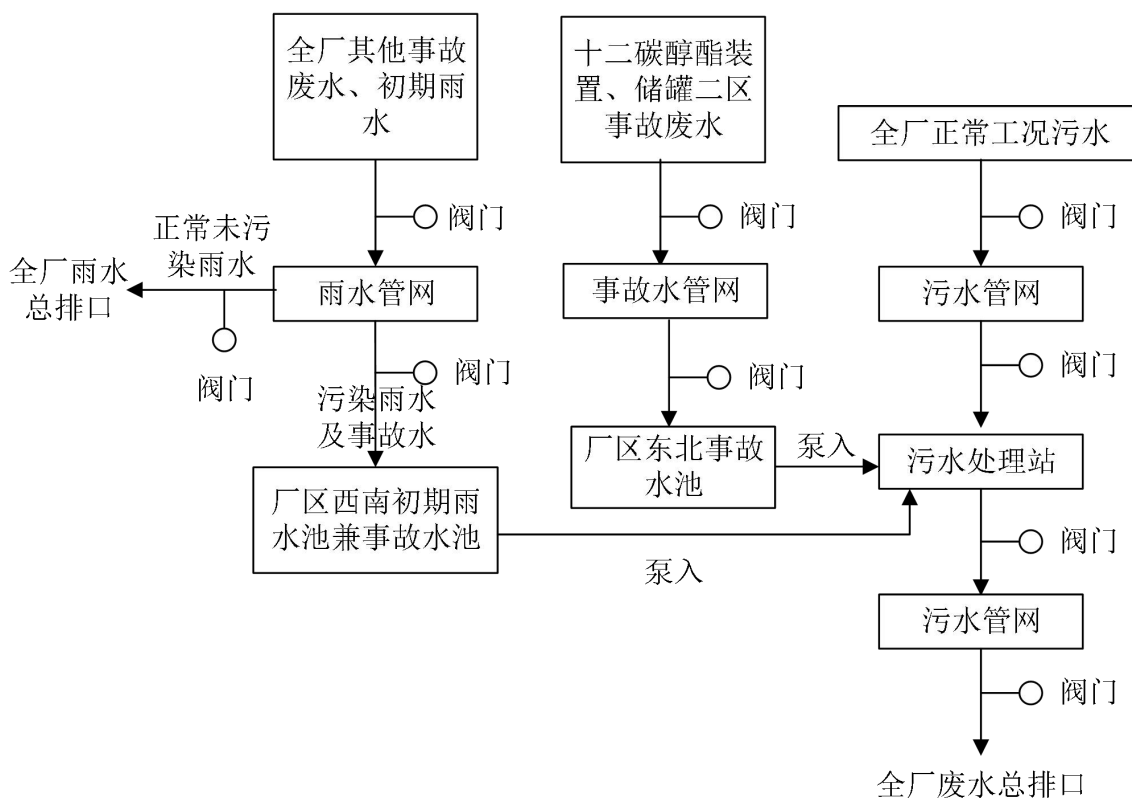 全厂其他事故
废水、初期雨
水
十二碳醇酯装
置、储罐二区
事故废水
全厂正常工况污水
阀门
阀门
阀门
正常未污
染雨水
全厂雨水
总排口
雨水管网
事故水管网
污水管网
阀门
阀门
阀门
阀门
污染雨水
及事故水
厂区东北事故
水池
泵入
污水处理站
厂区西南初期雨
水池兼事故水池
泵入
阀门
污水管网
阀门
全厂废水总排口